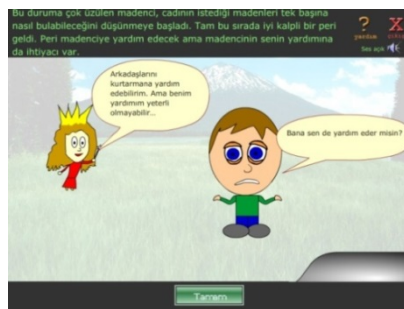 Bu duruma çok üzülen madenci, cadının istediği madenleri tek başına
nasıl bulabileceğini düşünmeye başladı. Tam bu sırada iyi kalpli bir peri
geldi. Peri madenciye yardım edecek ama madencinin senin yardımına
da ihtiyacı var.
?
X
yardım
Ses açık
Arkadaşlarını
kurtarmana yardım
edebilirim. Ama benim
yardımım yeterli
olmayabilir...
Bana sen de yardım eder misin?
Tamam